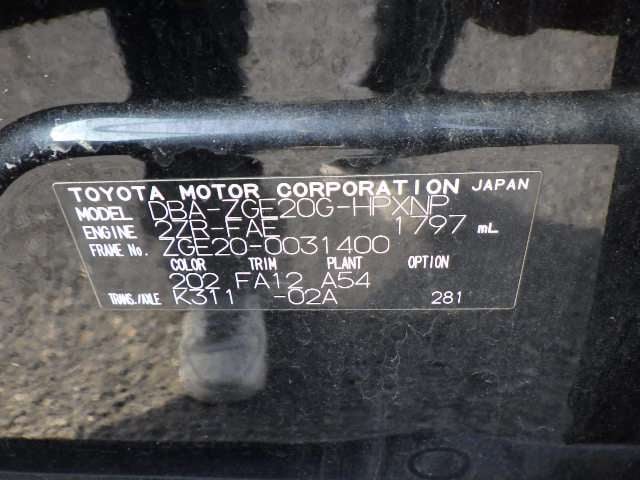 TOYOTA MOTOR CORPORATION JAPAN
MODEL DBA-ZGE20G-HPXNP
ENGINE 2ZR-FAE 1797 mL
FRAME No. ZGE20-0031400
COLOR TRIM PLANT OPTION
202 FA12 A54
TRANS./AXLE K311 -02A 281